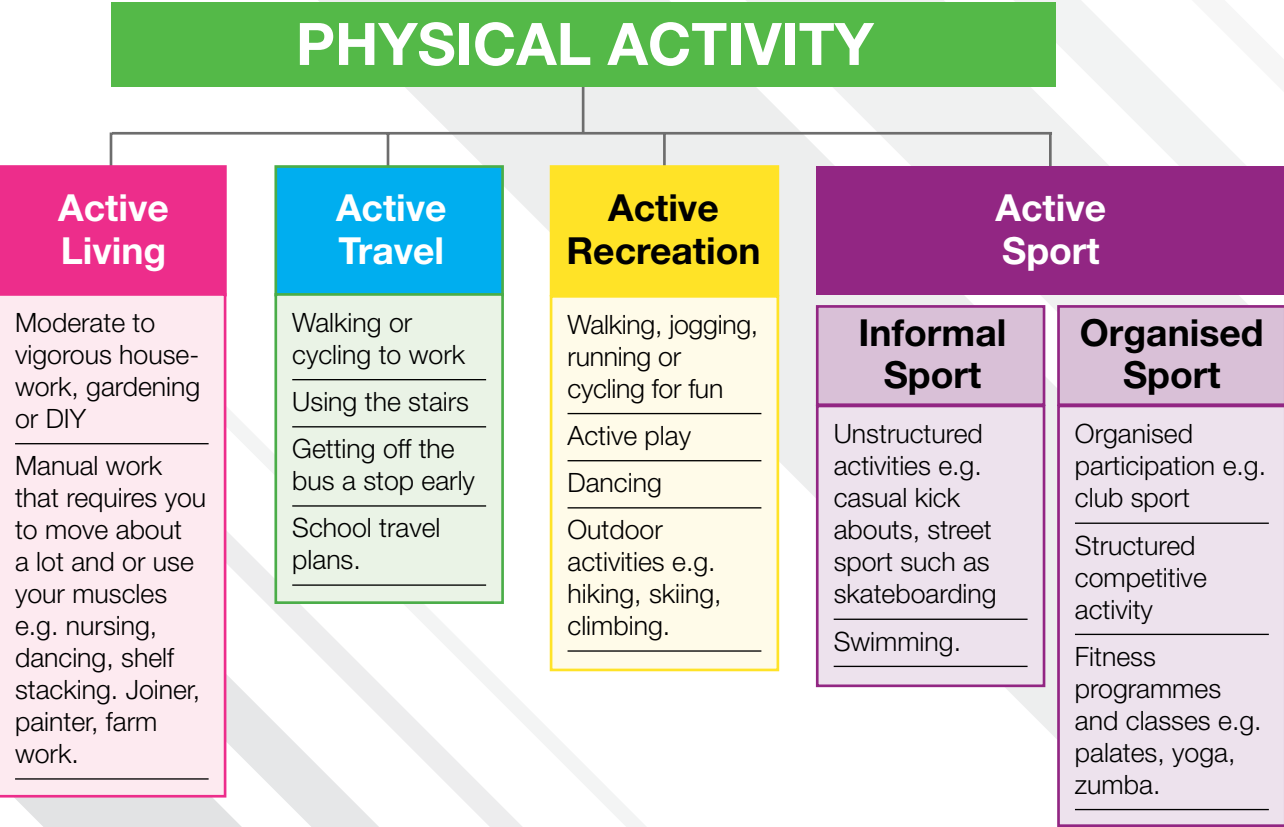 PHYSICAL ACTIVITY
Active
Living
Moderate to
vigorous house-
work, gardening
or DIY
Manual work
that requires you
to move about
a lot and or use
your muscles
e.g. nursing,
dancing, shelf
stacking. Joiner,
painter, farm
work.
Active
Travel
Walking or
cycling to work
Using the stairs
Getting off the
bus a stop early
School travel
plans.
Active
Recreation
Walking, jogging,
running or
cycling for fun
Active play
Dancing
Outdoor
activities e.g.
hiking, skiing,
climbing.
Active
Sport
Informal
Sport
Unstructured
activities e.g.
casual kick
abouts, street
sport such as
skateboarding
Swimming.
Organised
Sport
Organised
participation e.g.
club sport
Structured
competitive
activity
Fitness
programmes
and classes e.g.
palates, yoga,
zumba.